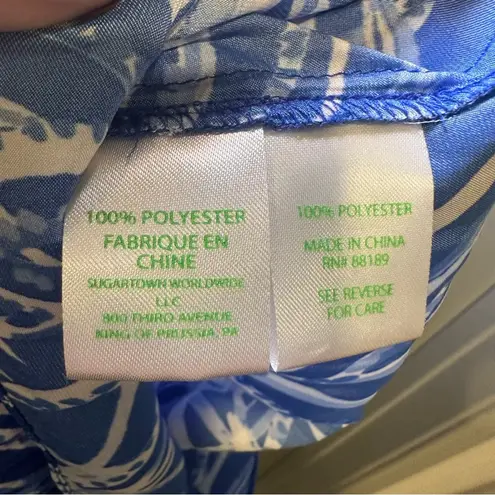 100% POLYESTER
FABRIQUE EN
CHINE
SUGARTOWN WORLDWIDE
LLC
800 THIRD AVENUE
KING OF PRUSSIA, PA
100% POLYESTER
MADE IN CHINA
RN# 88189
SEE REVERSE
FOR CARE